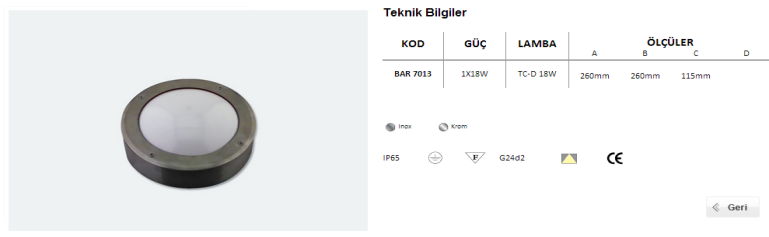 Teknik Bilgiler
KOD GÜÇ LAMBA ÖLÇÜLER
A B C D
BAR 7013 1X18W TC-D 18W 260mm 260mm 115mm
Inox Krom
IP65 F G24d2 CE
Geri